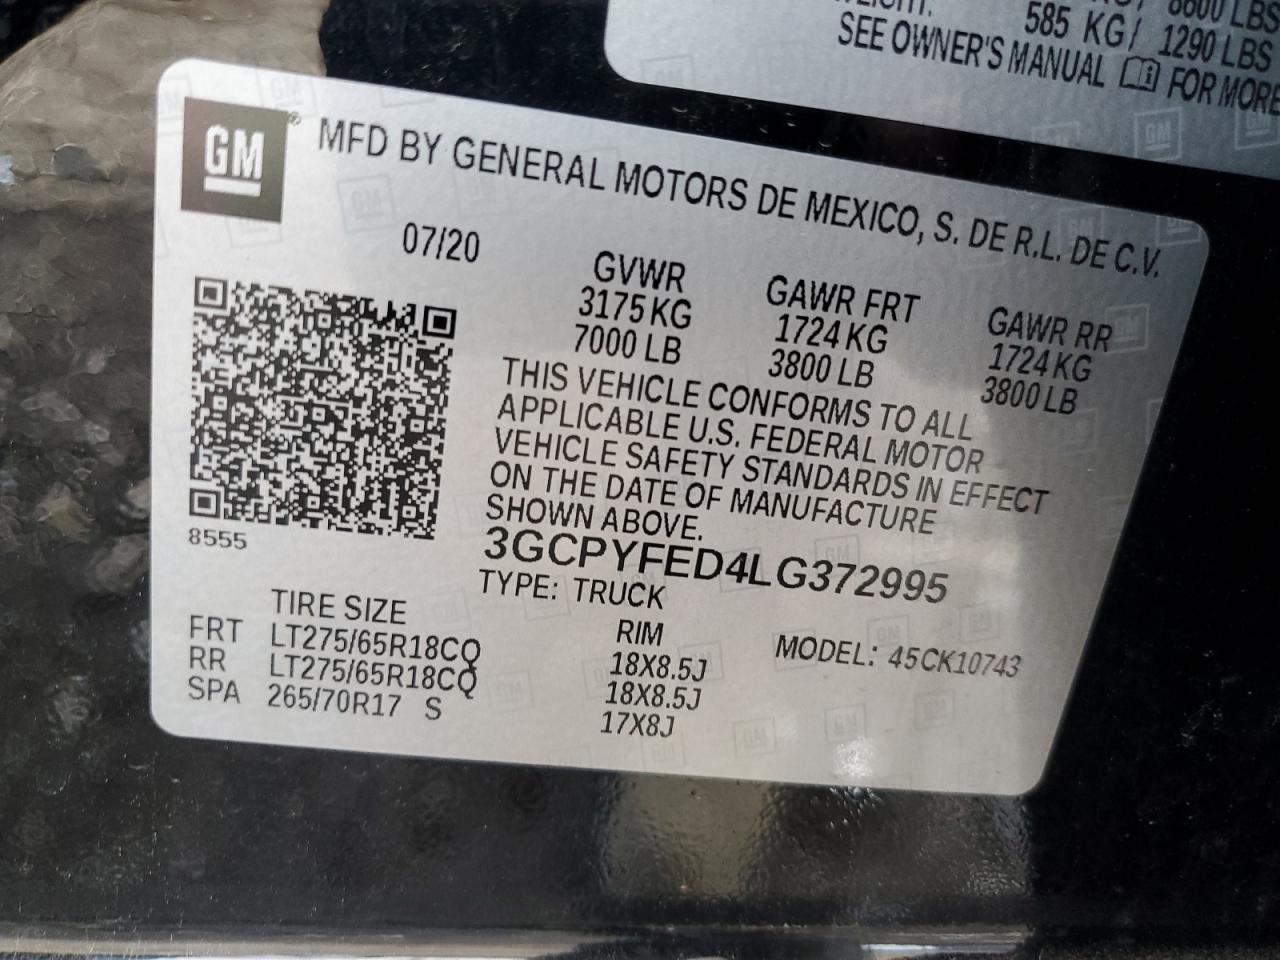 8600 LBS
585 KG/ 1290 LBS
SEE OWNER'S MANUAL FOR MORE
GM®
MFD BY GENERAL MOTORS DE MEXICO, S. DE R.L. DE C.V.
07/20
GVWR GAWR FRT GAWR RR
3175 KG 1724 KG 1724 KG
7000 LB 3800 LB 3800 LB
THIS VEHICLE CONFORMS TO ALL
APPLICABLE U.S. FEDERAL MOTOR
VEHICLE SAFETY STANDARDS IN EFFECT
ON THE DATE OF MANUFACTURE
SHOWN ABOVE.
8555
3GCPYFED4LG372995
TYPE: TRUCK
TIRE SIZE RIM MODEL: 45CK10743
FRT LT275/65R18CQ 18X8.5J
RR LT275/65R18CQ 18X8.5J
SPA 265/70R17 S 17X8J